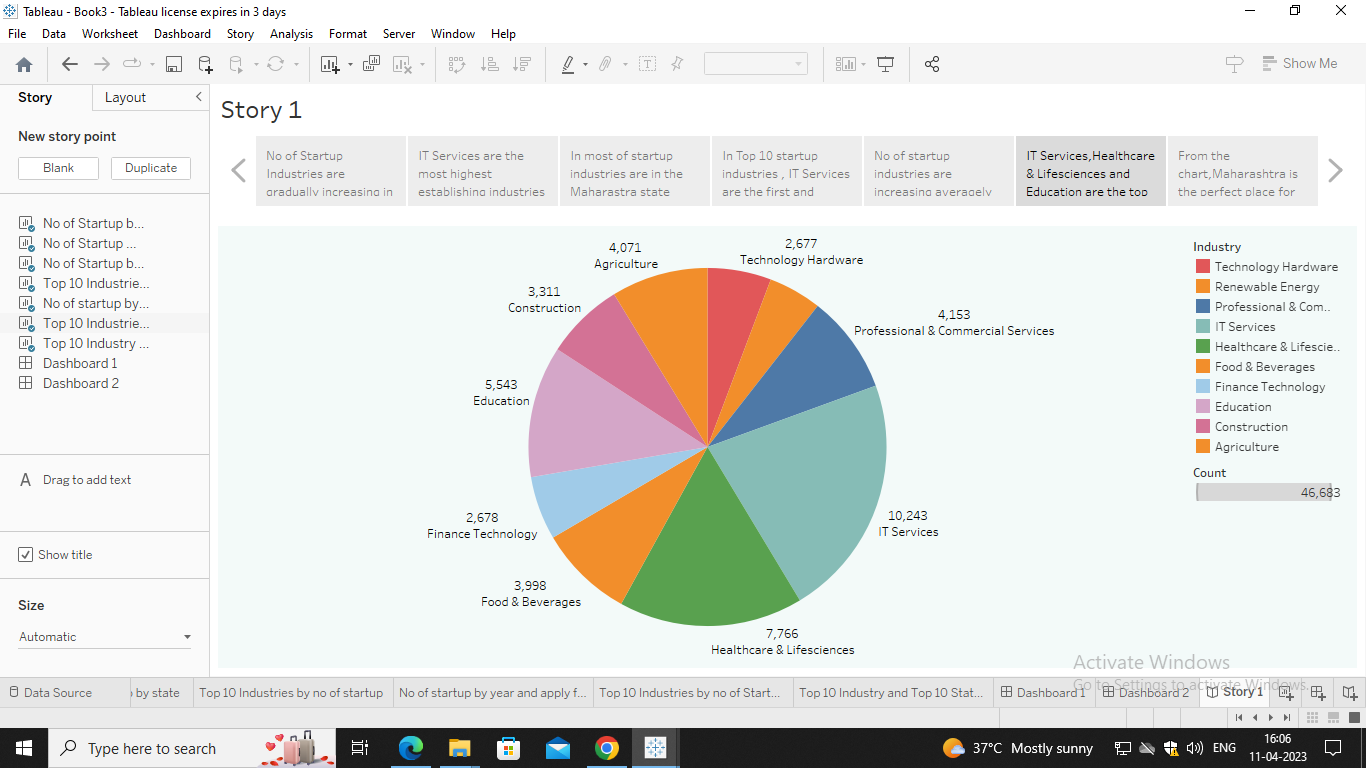 Tableau - Book3 - Tableau license expires in 3 days
File Data Worksheet Dashboard Story Analysis Format Server Window Help
Show Me
Story Layout
New story point
Blank Duplicate
No of Startup b...
No of Startup ...
No of Startup b...
Top 10 Industrie...
No of startup by...
Top 10 Industrie...
Top 10 Industry ...
Dashboard 1
Dashboard 2
A Drag to add text
Show title
Size
Automatic
Story 1
No of Startup
Industries are
gradually increasing in
IT Services are the
most highest
establishing industries
In most of startup
industries are in the
Maharastra state
In Top 10 startup
industries , IT Services
are the first and
No of startup
industries are
increasing averagely
IT Services,Healthcare
& Lifesciences and
Education are the top
From the
chart,Maharashtra is
the perfect place for
4,071
Agriculture
2,677
Technology Hardware
3,311
Construction
4,153
Professional & Commercial Services
5,543
Education
10,243
IT Services
2,678
Finance Technology
3,998
Food & Beverages
7,766
Healthcare & Lifesciences
Industry
Technology Hardware
Renewable Energy
Professional & Com..
IT Services
Healthcare & Lifescie..
Food & Beverages
Finance Technology
Education
Construction
Agriculture
Count
46,683
Activate Windows
Go to Settings to activate Windows.
Data Source
by state
Top 10 Industries by no of startup
No of startup by year and apply f...
Top 10 Industries by no of Start...
Top 10 Industry and Top 10 Stat...
Dashboard 1
Dashboard 2
Story 1
Type here to search
37°C Mostly sunny
ENG
16:06
11-04-2023